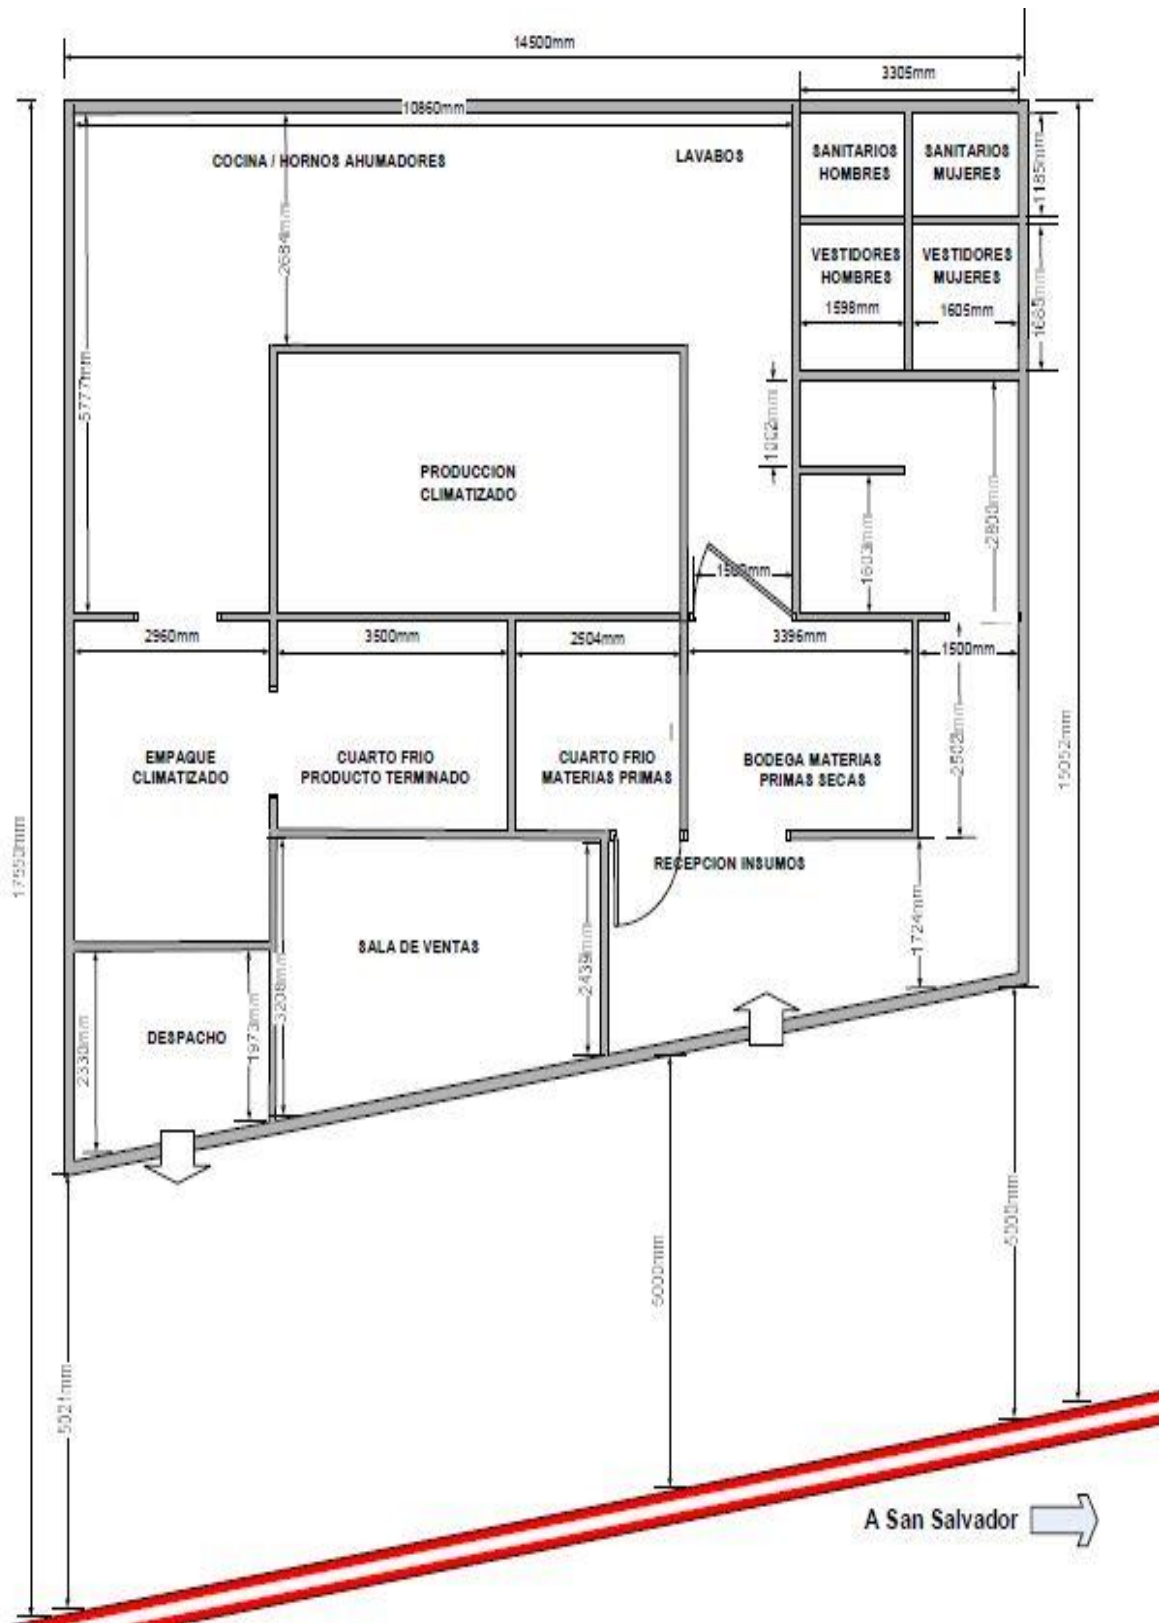 14500mm
3305mm
10860mm
COCINA / HORNOS AHUMADORES
LAVABOS
SANITARIOS
HOMBRES
SANITARIOS
MUJERES
1185mm
2684mm
VESTIDORES
HOMBRES
VESTIDORES
MUJERES
1598mm
1605mm
1685mm
5777mm
1002mm
PRODUCCION
CLIMATIZADO
2800mm
1603mm
2960mm
3500mm
2504mm
3396mm
1500mm
2502mm
15052mm
EMPAQUE
CLIMATIZADO
CUARTO FRIO
PRODUCTO TERMINADO
CUARTO FRIO
MATERIAS PRIMAS
BODEGA MATERIAS
PRIMAS SECAS
17550mm
RECEPCION INSUMOS
1724mm
SALA DE VENTAS
2439mm
3208mm
1973mm
DESPACHO
2330mm
5000mm
5021mm
A San Salvador